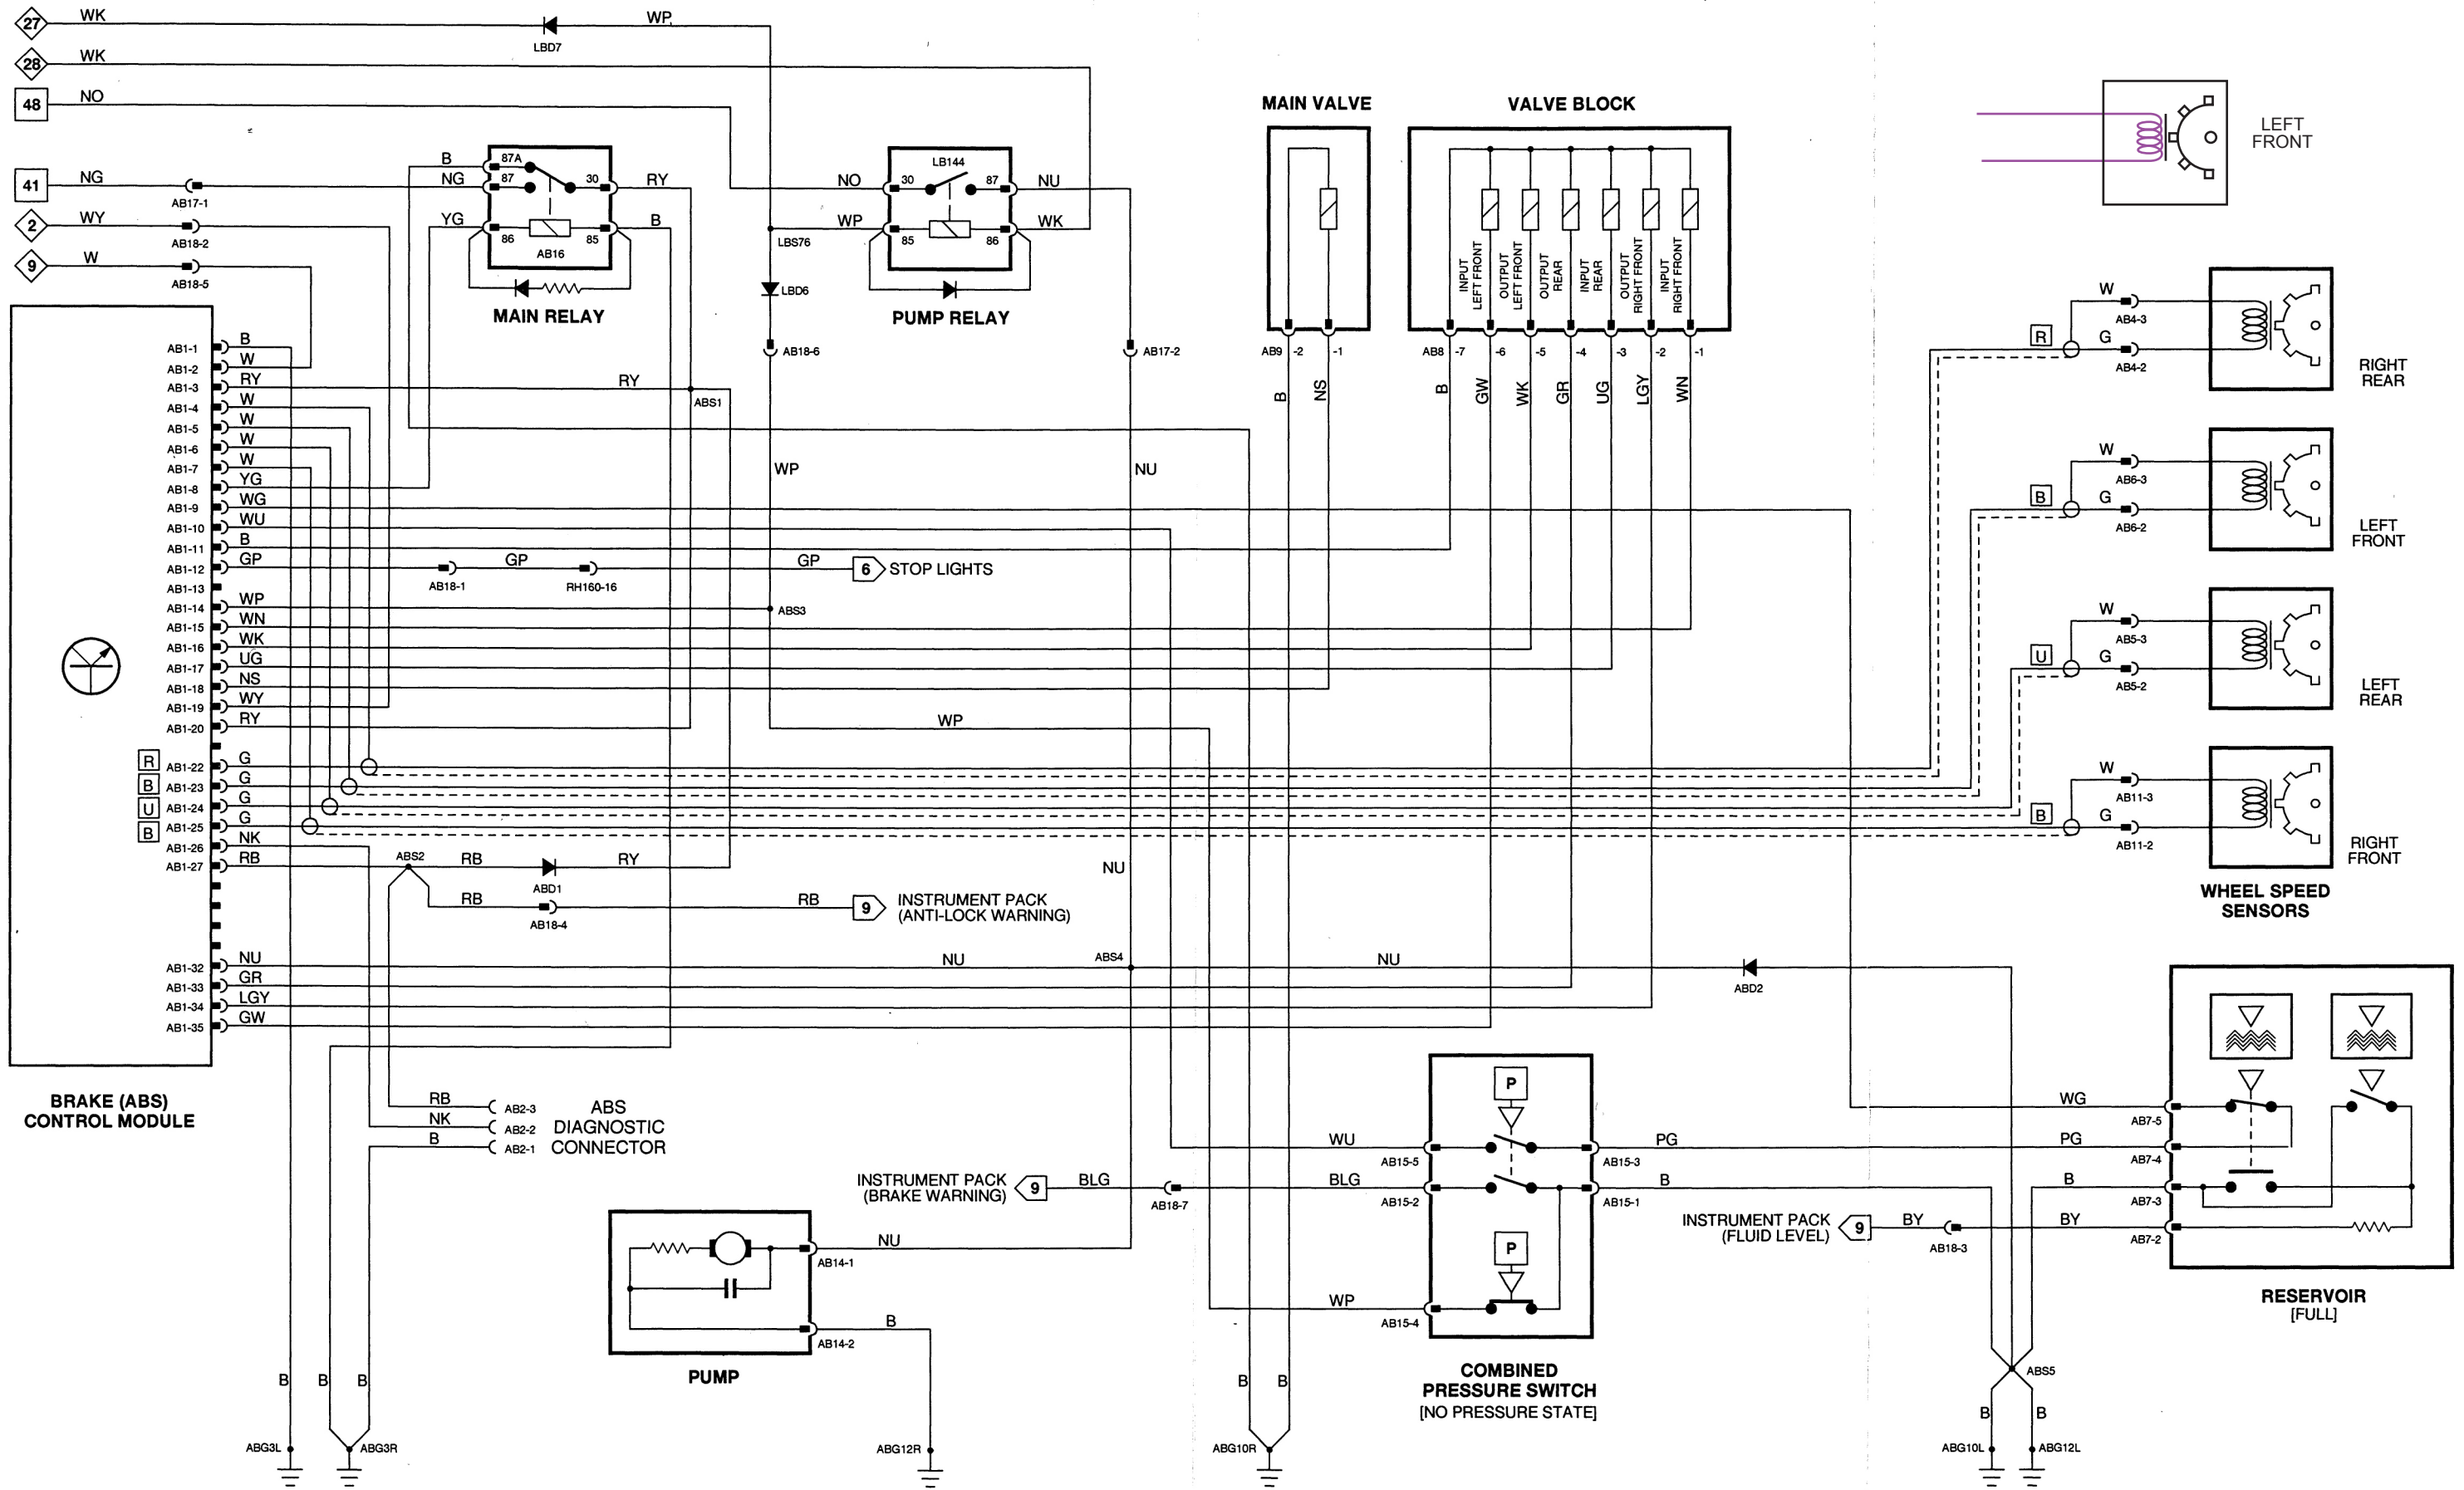 27 WK LBD7 WP
28 WK
48 NO
MAIN VALVE
VALVE BLOCK
LEFT
FRONT
41 NG AB17-1 NG
2 WY AB18-2
9 W AB18-5
B 87A
87 30 RY
YG 86 AB16 85 B
MAIN RELAY
LB144
NO 30 87 NU
WP 85 86 WK
LBS76
LBD6
PUMP RELAY
AB18-6
AB17-2
INPUT
LEFT FRONT
OUTPUT
LEFT FRONT
OUTPUT
REAR
INPUT
REAR
OUTPUT
RIGHT FRONT
INPUT
RIGHT FRONT
AB9 -2 -1
AB8 -7 -6 -5 -4 -3 -2 -1
B NS B GW WK GR UG LGY WN
W AB4-3
R G AB4-2
RIGHT
REAR
W AB6-3
B G AB6-2
LEFT
FRONT
W AB5-3
U G AB5-2
LEFT
REAR
W AB11-3
B G AB11-2
RIGHT
FRONT
WHEEL SPEED
SENSORS
AB1-1 B
AB1-2 W
AB1-3 RY RY ABS1
AB1-4 W
AB1-5 W
AB1-6 W
AB1-7 W
AB1-8 YG
AB1-9 WG
AB1-10 WU
AB1-11 B
AB1-12 GP AB18-1 GP RH160-16 GP 6 STOP LIGHTS
AB1-13
AB1-14 WP ABS3
AB1-15 WN
AB1-16 WK
AB1-17 UG
AB1-18 NS
AB1-19 WY
AB1-20 RY
WP
NU
WP
R AB1-22 G
B AB1-23 G
U AB1-24 G
B AB1-25 G
AB1-26 NK
AB1-27 RB ABS2 RB ABD1 RY
NU
RB AB18-4 RB 9 INSTRUMENT PACK
(ANTI-LOCK WARNING)
AB1-32 NU NU ABS4 NU ABD2
AB1-33 GR
AB1-34 LGY
AB1-35 GW
BRAKE (ABS)
CONTROL MODULE
RB AB2-3
NK AB2-2
B AB2-1
ABS
DIAGNOSTIC
CONNECTOR
INSTRUMENT PACK
(BRAKE WARNING)
9 BLG AB18-7 BLG AB15-2
P
WU AB15-5
AB15-3 PG
AB15-1 B
P
WP AB15-4
COMBINED
PRESSURE SWITCH
[NO PRESSURE STATE]
AB14-1 NU
AB14-2 B
PUMP
WG AB7-5
PG AB7-4
B AB7-3
INSTRUMENT PACK
(FLUID LEVEL)
9 BY AB18-3 BY AB7-2
RESERVOIR
[FULL]
ABS5
B B B
B B
B B
ABG3L ABG3R ABG12R ABG10R ABG10L ABG12L